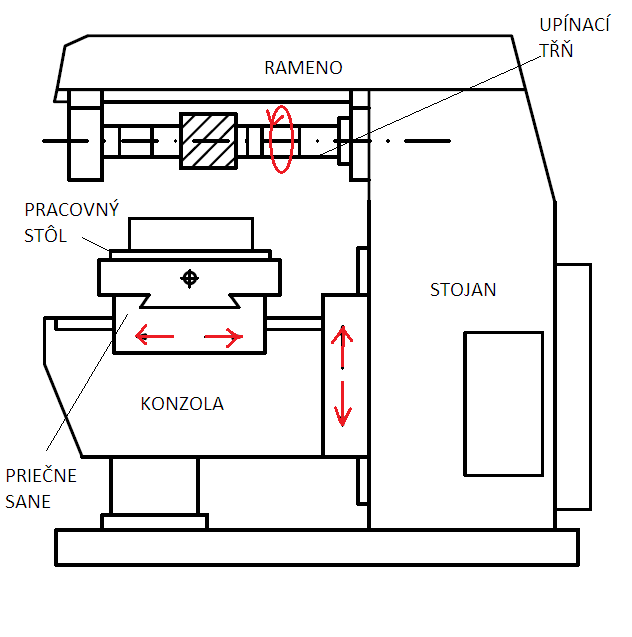 UPÍNACÍ
TŘŇ
RAMENO
PRACOVNÝ
STÔL
STOJAN
KONZOLA
PRIEČNE
SANE